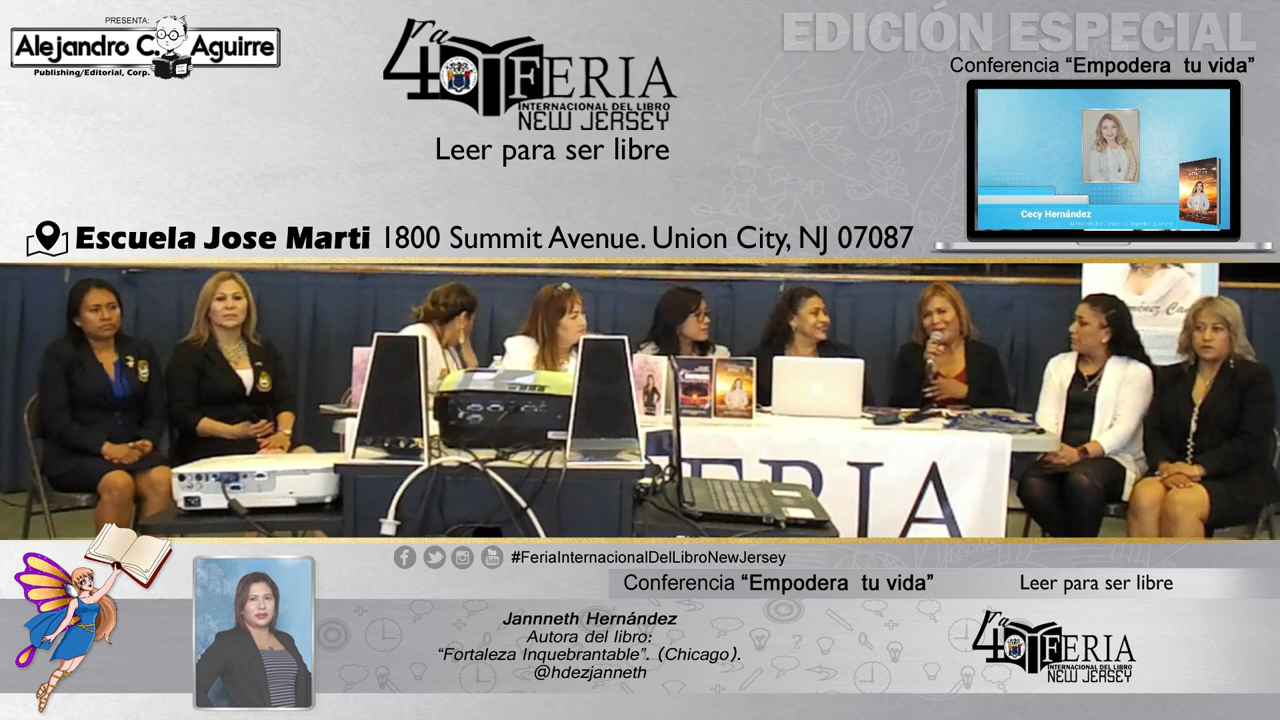 PRESENTA:
Alejandro C. Aguirre
Publishing/Editorial, Corp.
4ra FERIA
INTERNACIONAL DEL LIBRO
NEW JERSEY
Leer para ser libre
EDICIÓN ESPECIAL
Conferencia “Empodera tu vida”
Cecy Hernández
Escuela Jose Marti 1800 Summit Avenue. Union City, NJ 07087
FERIA
#FeriaInternacionalDelLibroNewJersey
Conferencia “Empodera tu vida”
Leer para ser libre
Jannneth Hernández
Autora del libro:
“Fortaleza Inquebrantable”. (Chicago).
@hdezjanneth
4ra FERIA
INTERNACIONAL DEL LIBRO
NEW JERSEY